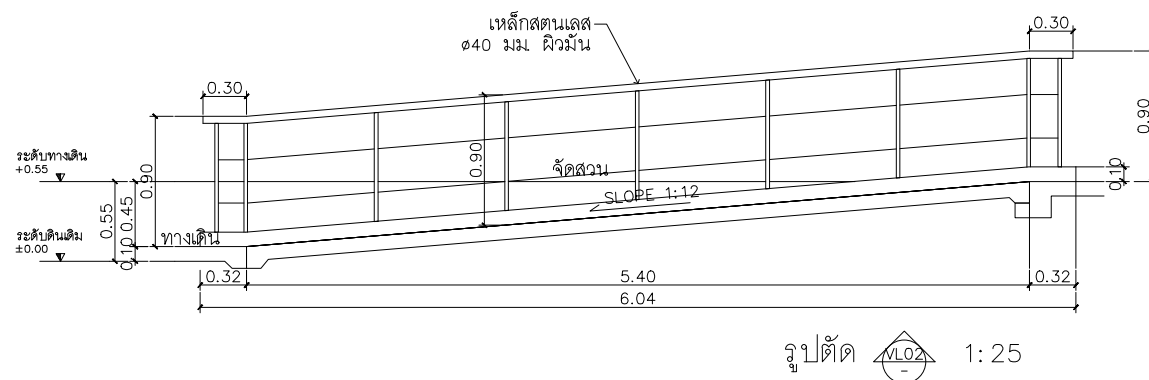 เหล็กสตนเลส
ø40 มม. ผิวมัน
0.30
0.30
ระดับทางเดิน
+0.55
0.90
0.90
0.90
จัดสวน
0.10
SLOPE 1:12
0.55
0.45
0.10
ระดับดินเดิม
±0.00
ทางเดิน
0.32
5.40
0.32
6.04
รูปตัด
VL02
-
1:25